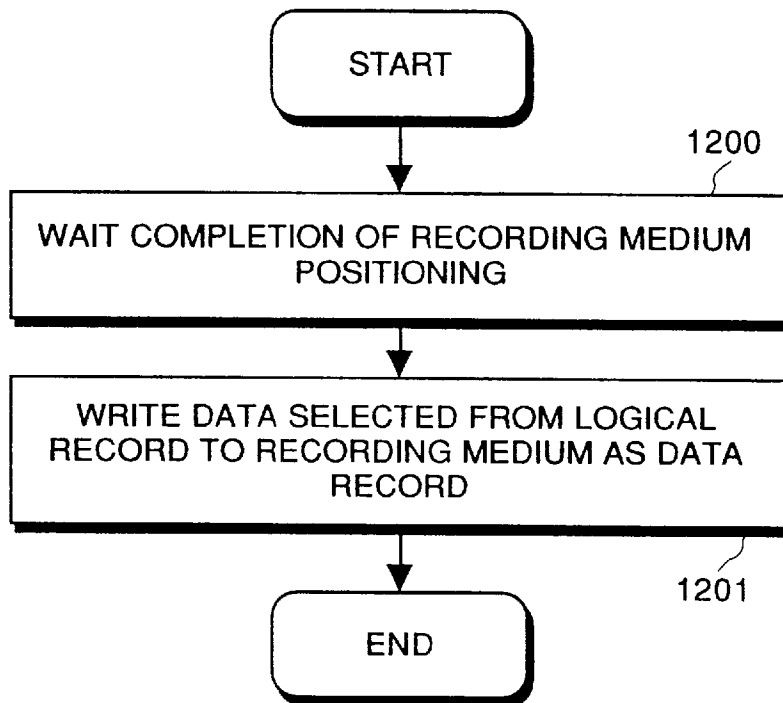 START
1200
WAIT COMPLETION OF RECORDING MEDIUM
POSITIONING
WRITE DATA SELECTED FROM LOGICAL
RECORD TO RECORDING MEDIUM AS DATA
RECORD
1201
END